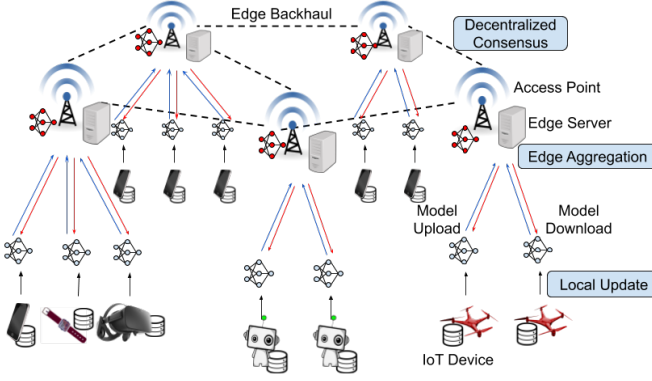 Edge Backhaul
Decentralized
Consensus
Access Point
Edge Server
Edge Aggregation
Model
Upload
Model
Download
Local Update
IoT Device